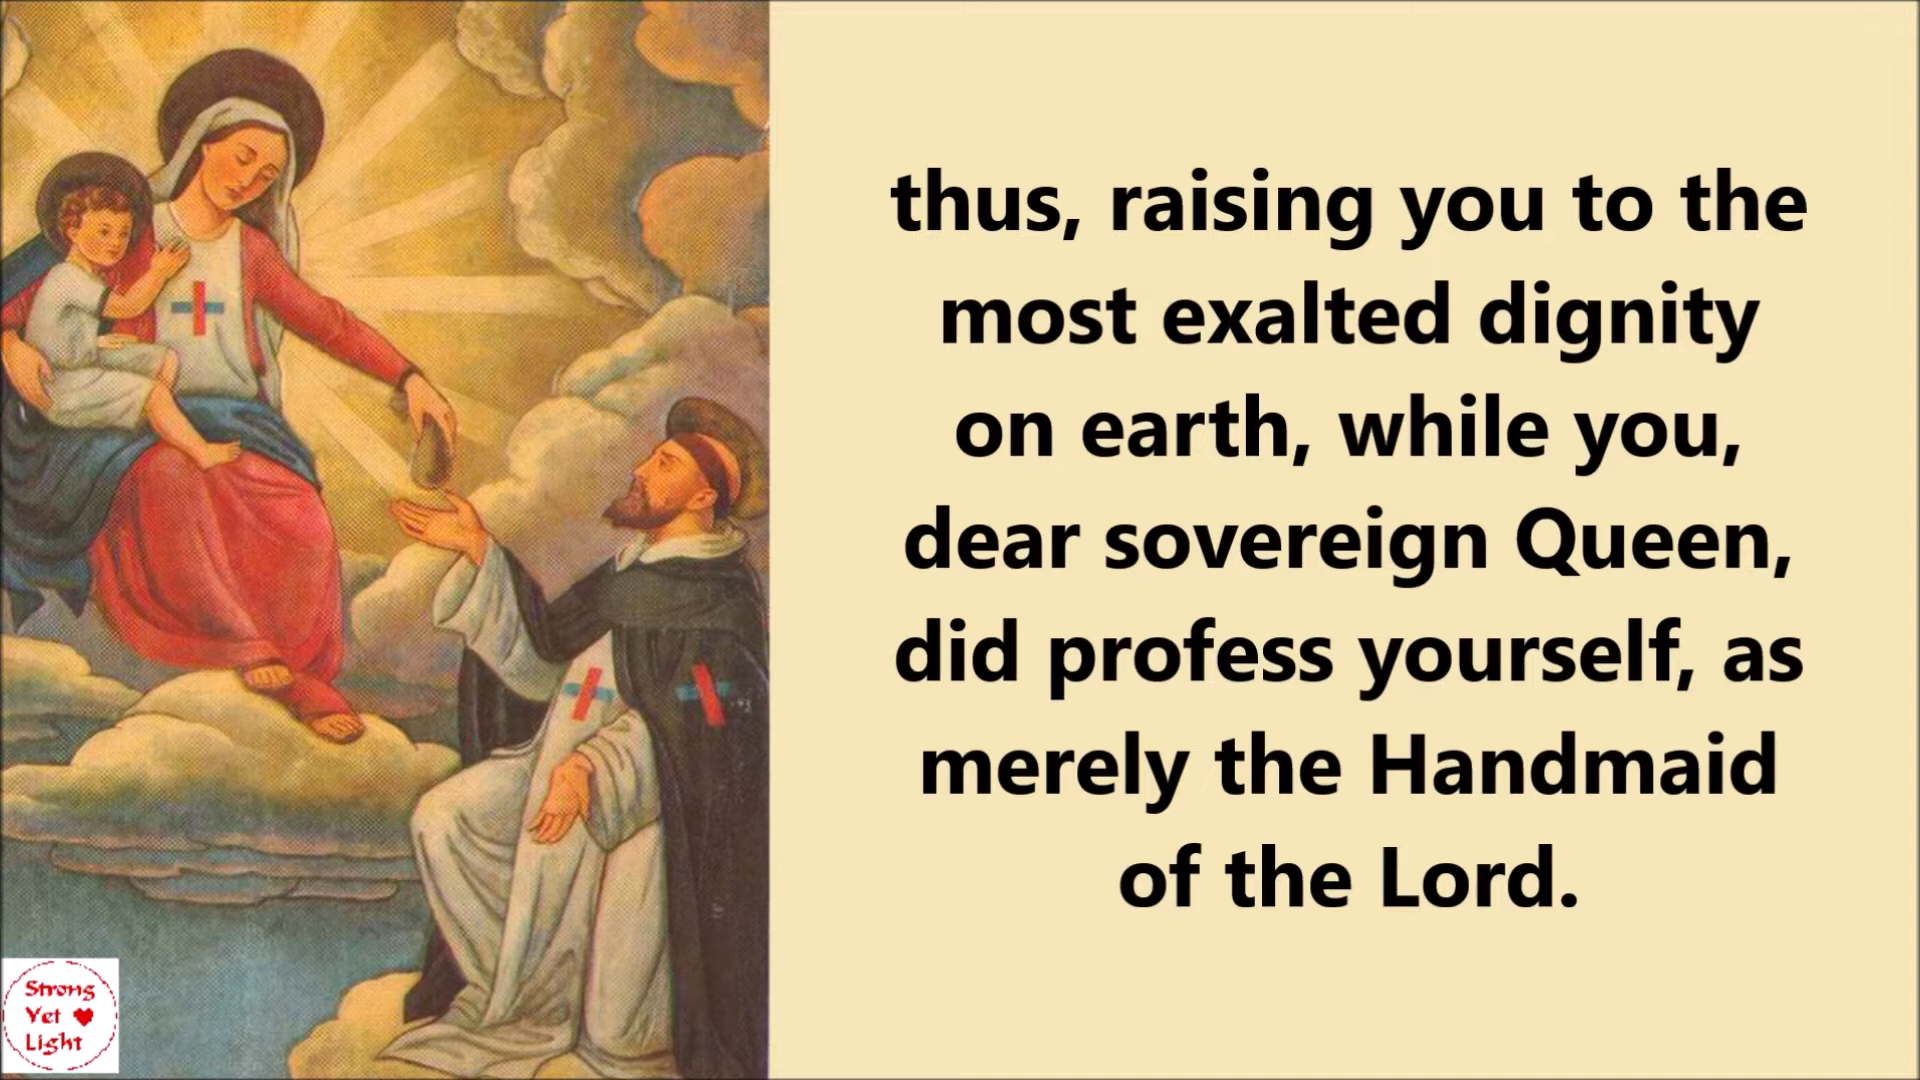 thus, raising you to the
most exalted dignity
on earth, while you,
dear sovereign Queen,
did profess yourself, as
merely the Handmaid
of the Lord.
Strong
Yet
Light